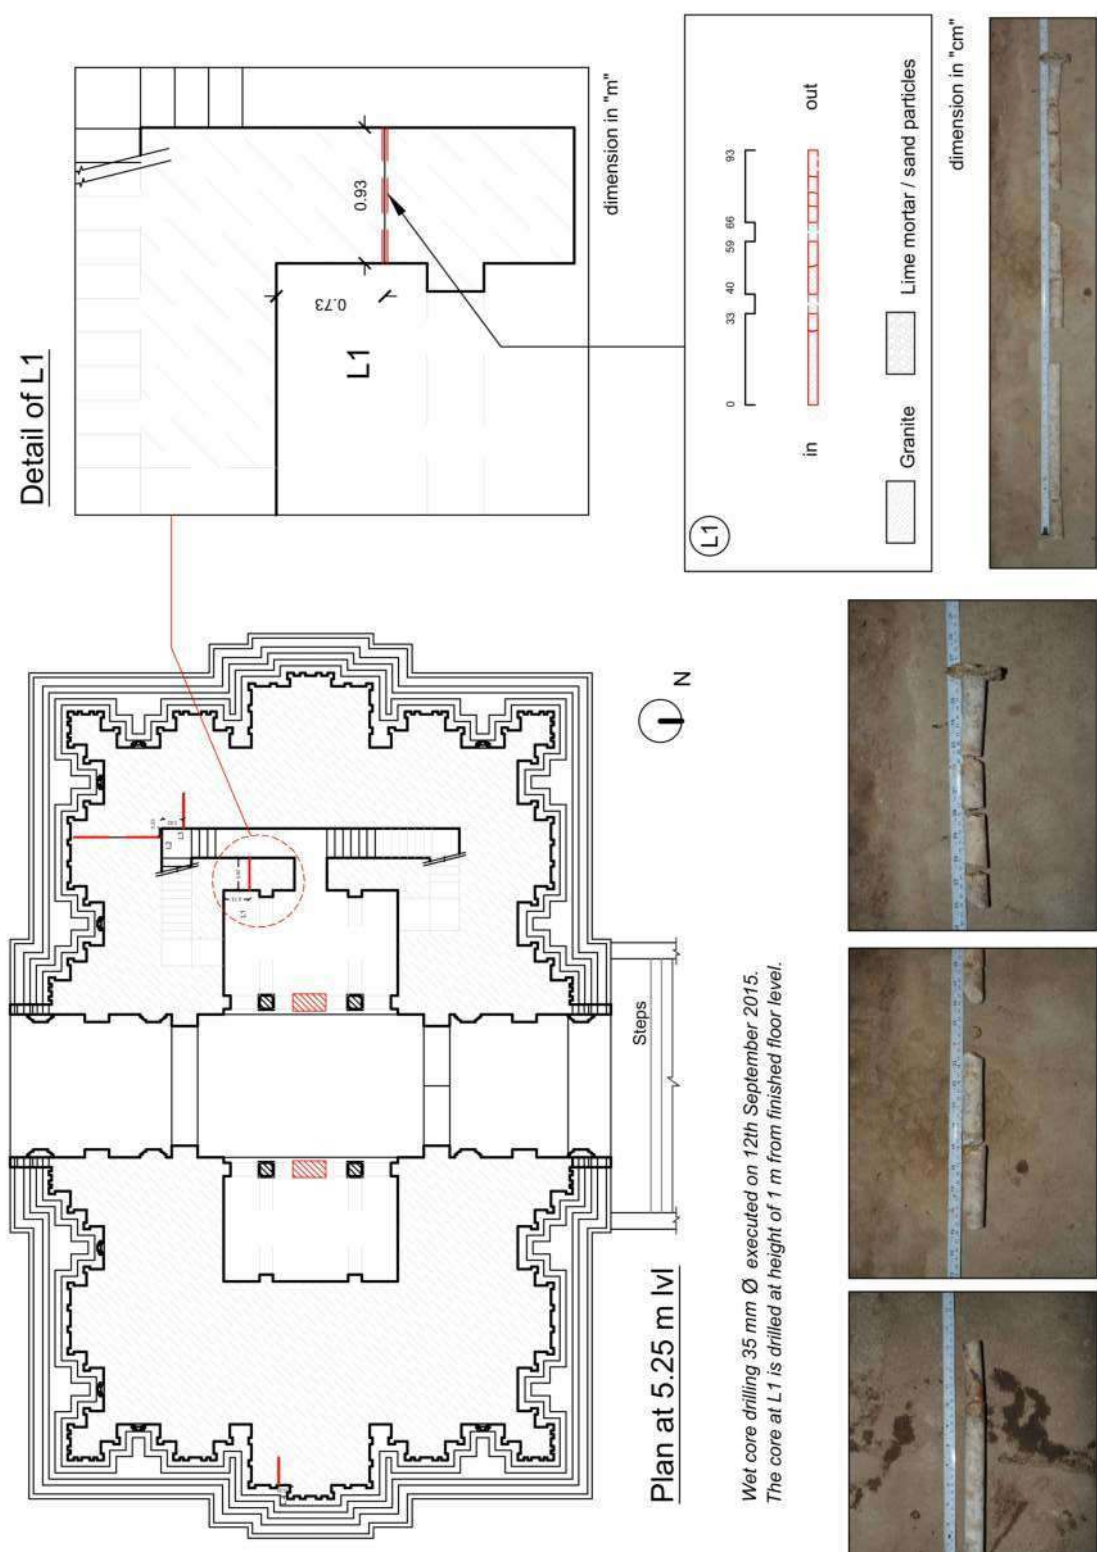 Detail of L1
0.93
0.73
L1
dimension in "m"
L1
0
33
40
59
66
93
in
out
Granite
Lime mortar / sand particles
dimension in "cm"
L1
L2
L3
N
Steps
Plan at 5.25 m lvl
Wet core drilling 35 mm Ø executed on 12th September 2015.
The core at L1 is drilled at height of 1 m from finished floor level.